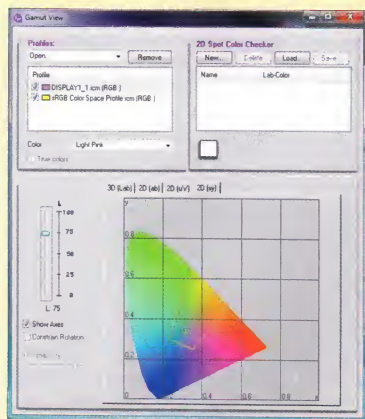 Gamut View
Profiles:
Open.
Remove
Profile
DISPLAY1_1 icm (RGB )
sRGB Color Space Profile icm (RGB )
Color
Light Pink
True colors
2D Spot Color Checker
New...
Delete
Load...
Save
Name
Lab-Color
3D (Lab)
2D (ab)
2D (uV)
2D (xy)
L
100
75
50
25
0
L: 75
Show Axes
Constrain Rotation
y
0.8
0.6
0.4
0.2
0
0.2
0.4
0.6
0.8
x